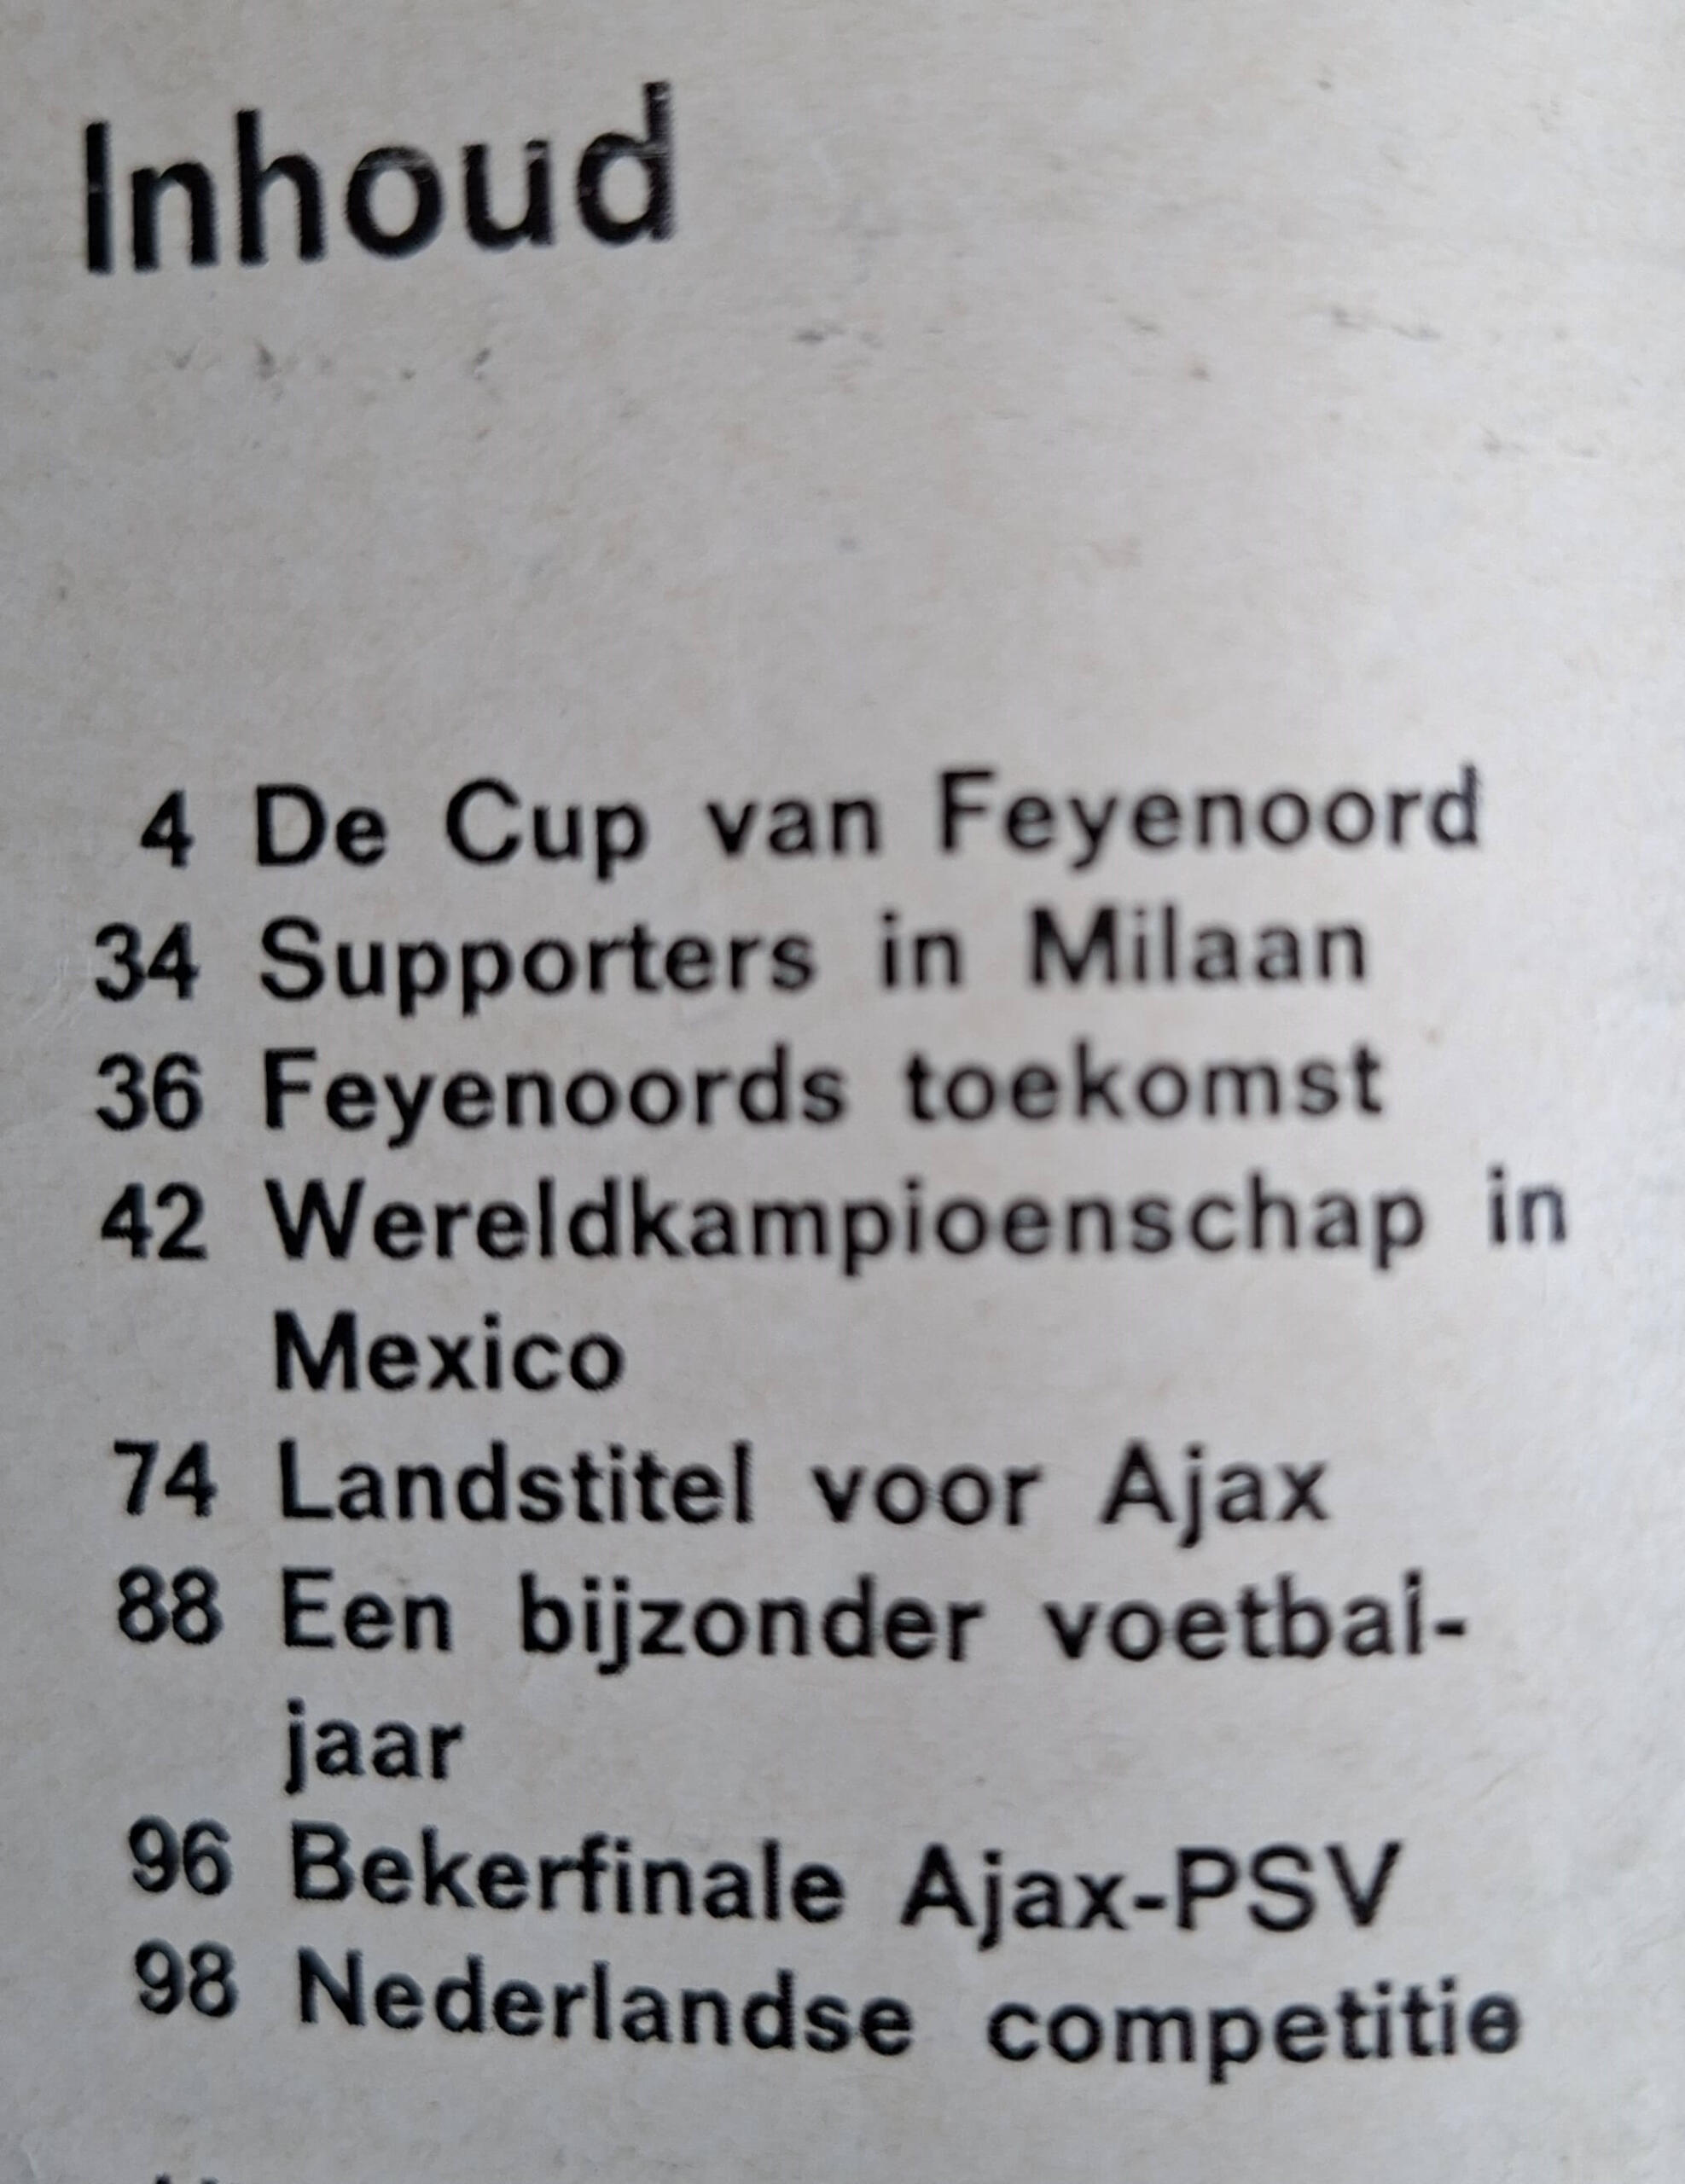 Inhoud
4 De Cup van Feyenoord
34 Supporters in Milaan
36 Feyenoords toekomst
42 Wereldkampioenschap in
Mexico
74 Landstitel voor Ajax
88 Een bijzonder voetbal-
jaar
96 Bekerfinale Ajax-PSV
98 Nederlandse competitie